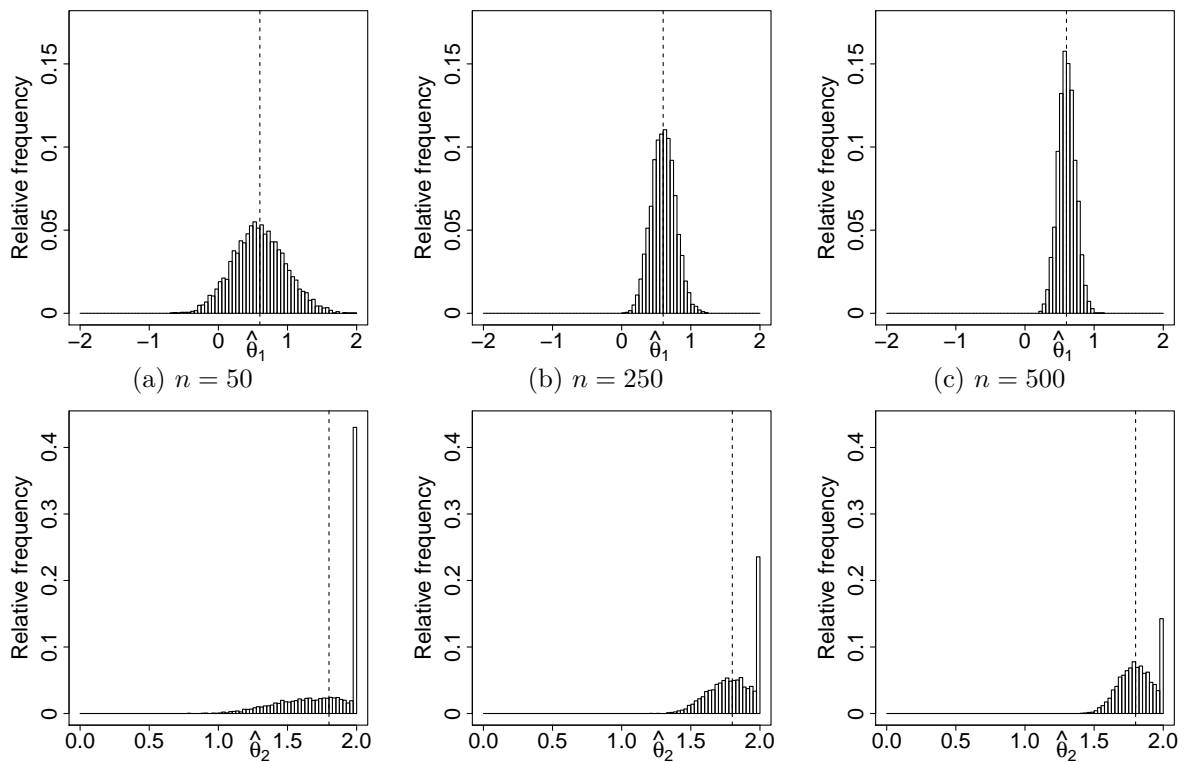 Relative frequency
0 0.05 0.1 0.15
−2 −1 0 1 2
θ̂1
(a) n = 50
Relative frequency
0 0.05 0.1 0.15
−2 −1 0 1 2
θ̂1
(b) n = 250
Relative frequency
0 0.05 0.1 0.15
−2 −1 0 1 2
θ̂1
(c) n = 500
Relative frequency
0 0.1 0.2 0.3 0.4
0.0 0.5 1.0 1.5 2.0
θ̂2
Relative frequency
0 0.1 0.2 0.3 0.4
0.0 0.5 1.0 1.5 2.0
θ̂2
Relative frequency
0 0.1 0.2 0.3 0.4
0.0 0.5 1.0 1.5 2.0
θ̂2